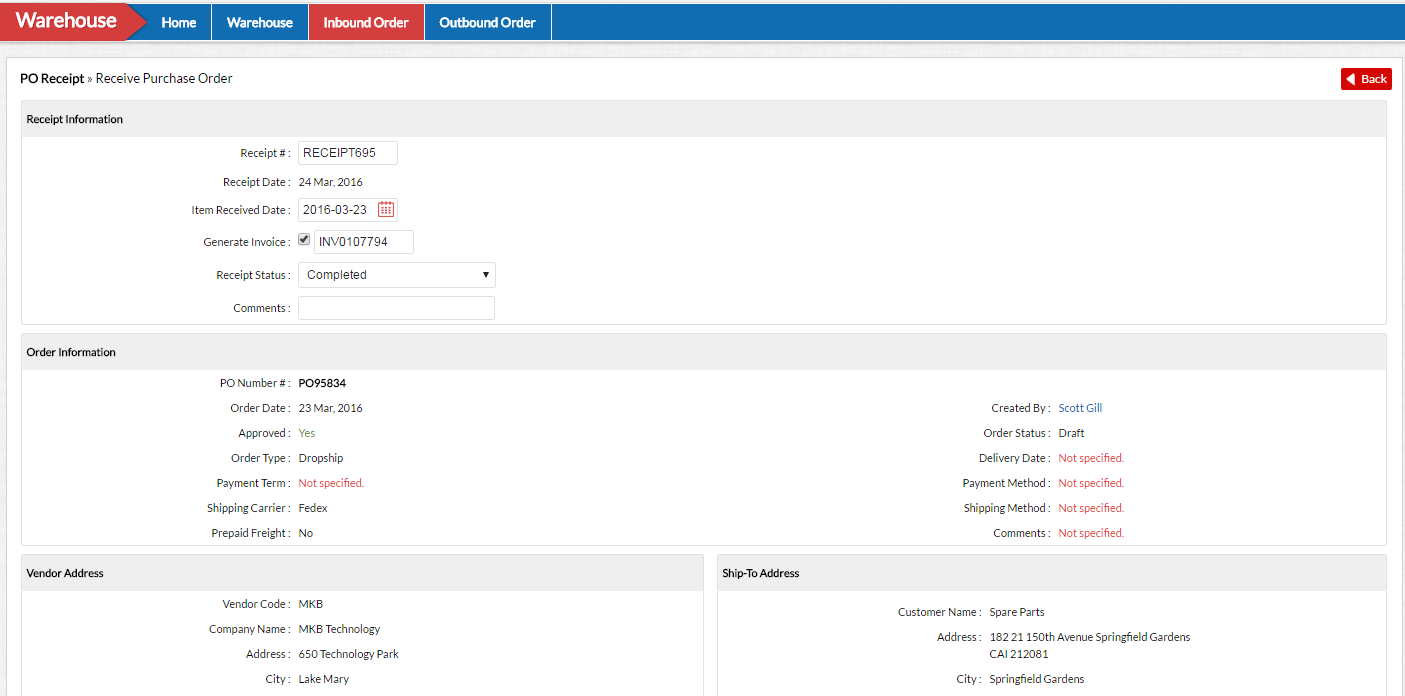 Warehouse Home Warehouse Inbound Order Outbound Order
PO Receipt » Receive Purchase Order Back
Receipt Information
Receipt # : RECEIPT695
Receipt Date : 24 Mar, 2016
Item Received Date : 2016-03-23
Generate Invoice : INV0107794
Receipt Status : Completed
Comments :
Order Information
PO Number # : PO95834
Order Date : 23 Mar, 2016 Created By : Scott Gill
Approved : Yes Order Status : Draft
Order Type : Dropship Delivery Date : Not specified.
Payment Term : Not specified. Payment Method : Not specified.
Shipping Carrier : Fedex Shipping Method : Not specified.
Prepaid Freight : No Comments : Not specified.
Vendor Address
Vendor Code : MKB
Company Name : MKB Technology
Address : 650 Technology Park
City : Lake Mary
Ship-To Address
Customer Name : Spare Parts
Address : 182 21 150th Avenue Springfield Gardens
CAI 212081
City : Springfield Gardens